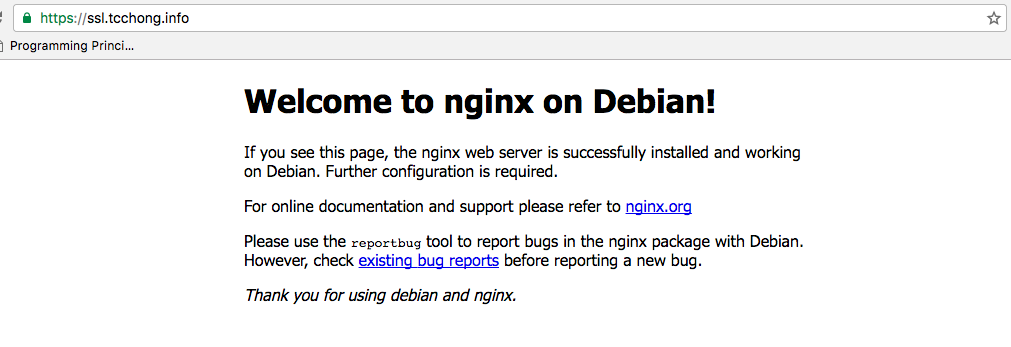 https://ssl.tcchong.info
Programming Princi...
Welcome to nginx on Debian!
If you see this page, the nginx web server is successfully installed and working
on Debian. Further configuration is required.
For online documentation and support please refer to nginx.org
Please use the reportbug tool to report bugs in the nginx package with Debian.
However, check existing bug reports before reporting a new bug.
Thank you for using debian and nginx.